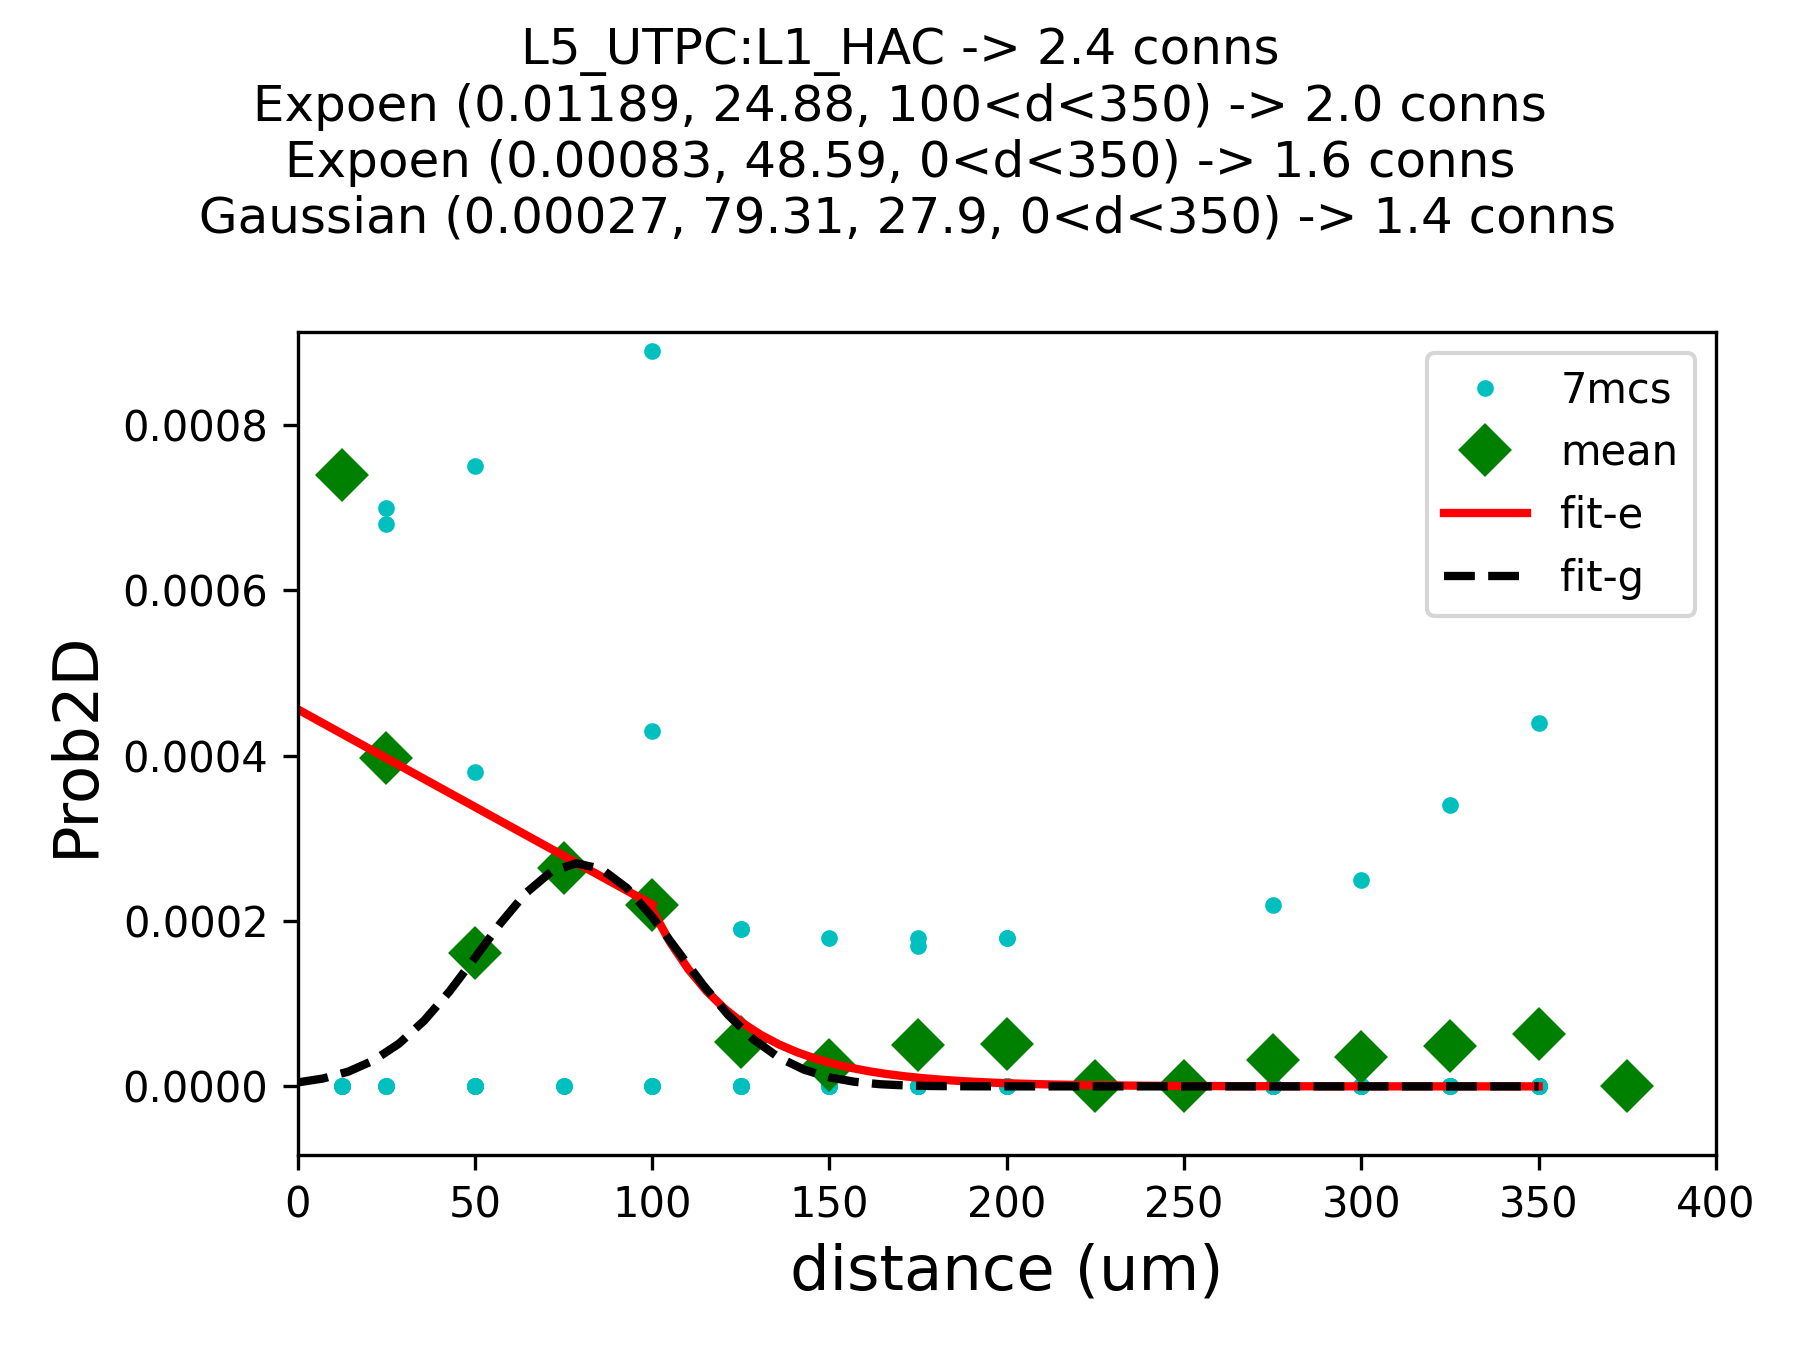 L5_UTPC:L1_HAC -> 2.4 conns
Expoen (0.01189, 24.88, 100<d<350) -> 2.0 conns
Expoen (0.00083, 48.59, 0<d<350) -> 1.6 conns
Gaussian (0.00027, 79.31, 27.9, 0<d<350) -> 1.4 conns
7mcs
mean
fit-e
fit-g
Prob2D
0.0008
0.0006
0.0004
0.0002
0.0000
0 50 100 150 200 250 300 350 400
distance (um)